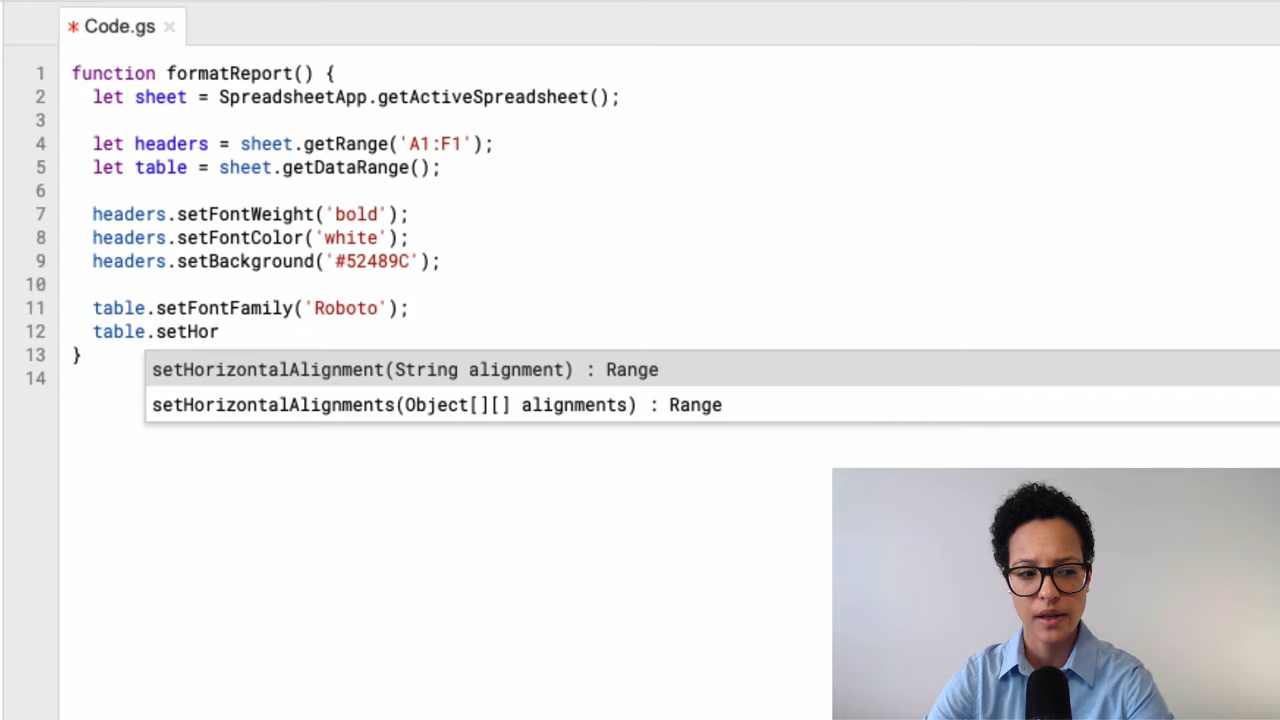 * Code.gs ×
1 function formatReport() {
2 let sheet = SpreadsheetApp.getActiveSpreadsheet();
3
4 let headers = sheet.getRange('A1:F1');
5 let table = sheet.getDataRange();
6
7 headers.setFontWeight('bold');
8 headers.setFontColor('white');
9 headers.setBackground('#52489C');
10
11 table.setFontFamily('Roboto');
12 table.setHor
13 }
setHorizontalAlignment(String alignment) : Range
14
setHorizontalAlignments(Object[][] alignments) : Range